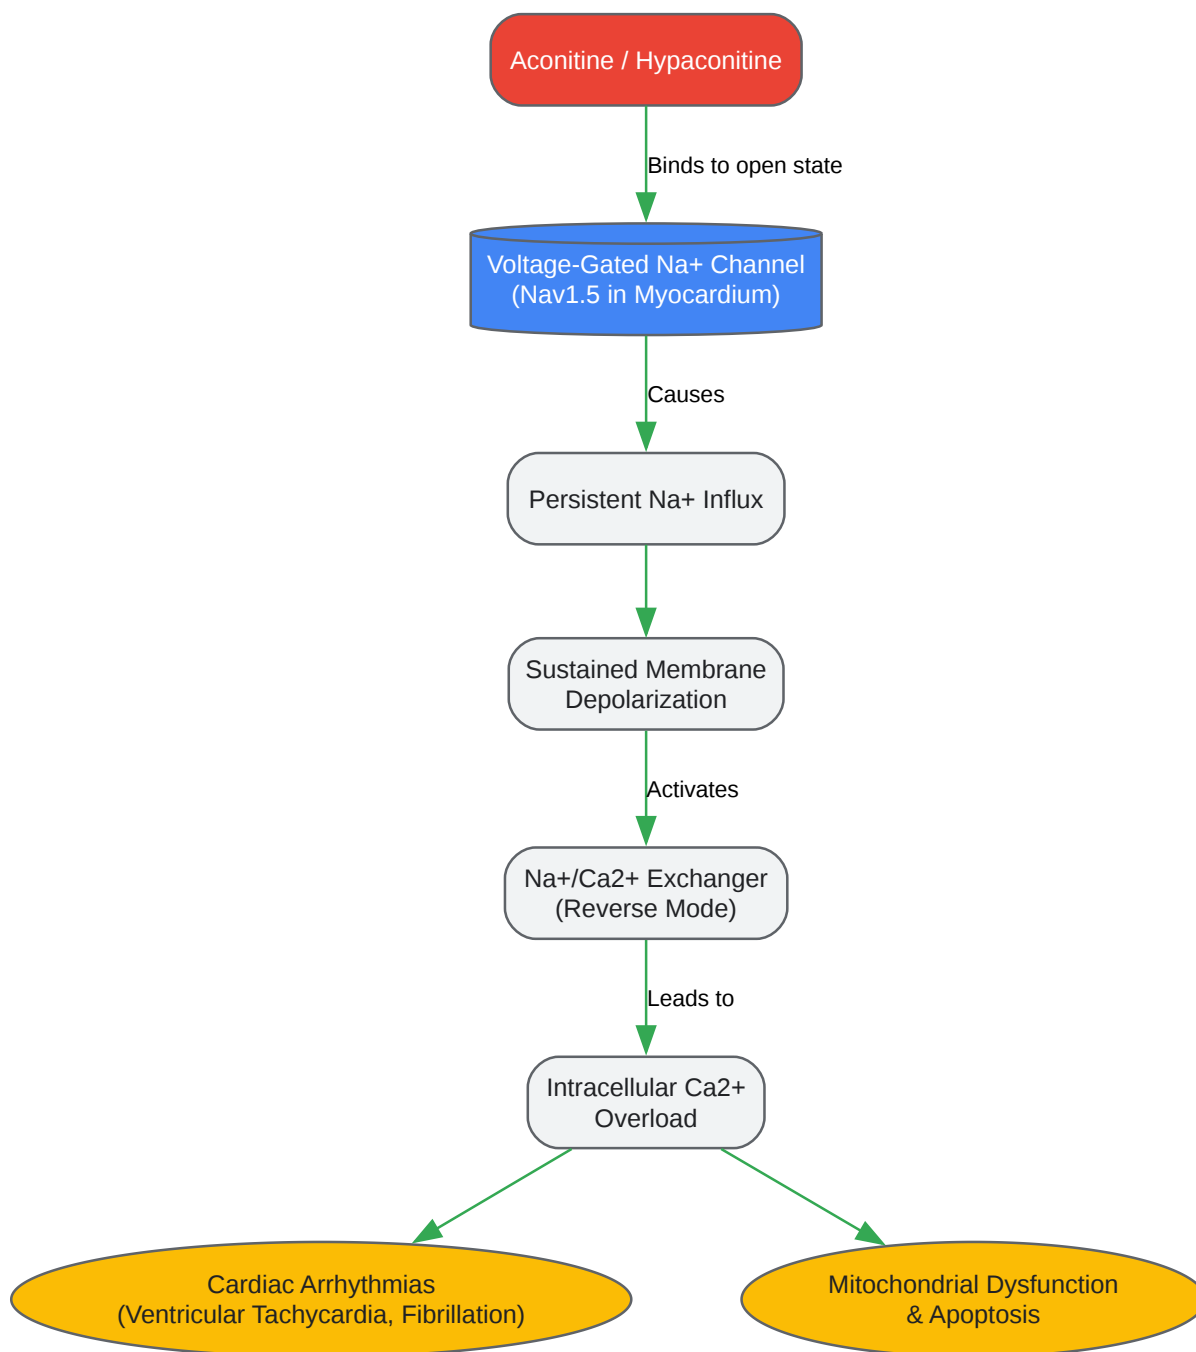 Aconitine / Hypaconitine
Binds to open state
Voltage-Gated Na+ Channel
(Nav1.5 in Myocardium)
Causes
Persistent Na+ Influx
Sustained Membrane
Depolarization
Activates
Na+/Ca2+ Exchanger
(Reverse Mode)
Leads to
Intracellular Ca2+
Overload
Cardiac Arrhythmias
(Ventricular Tachycardia, Fibrillation)
Mitochondrial Dysfunction
& Apoptosis